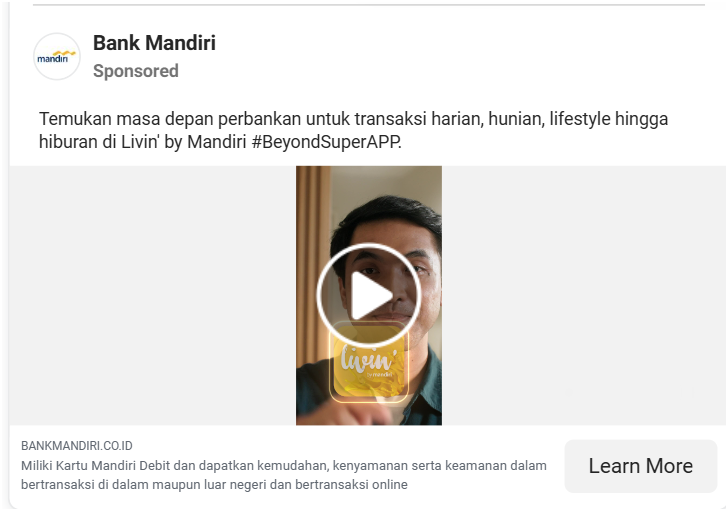 mandiri
Bank Mandiri
Sponsored
Temukan masa depan perbankan untuk transaksi harian, hunian, lifestyle hingga
hiburan di Livin' by Mandiri #BeyondSuperAPP.
livin'
by mandiri
BANKMANDIRI.CO.ID
Miliki Kartu Mandiri Debit dan dapatkan kemudahan, kenyamanan serta keamanan dalam
bertransaksi di dalam maupun luar negeri dan bertransaksi online
Learn More